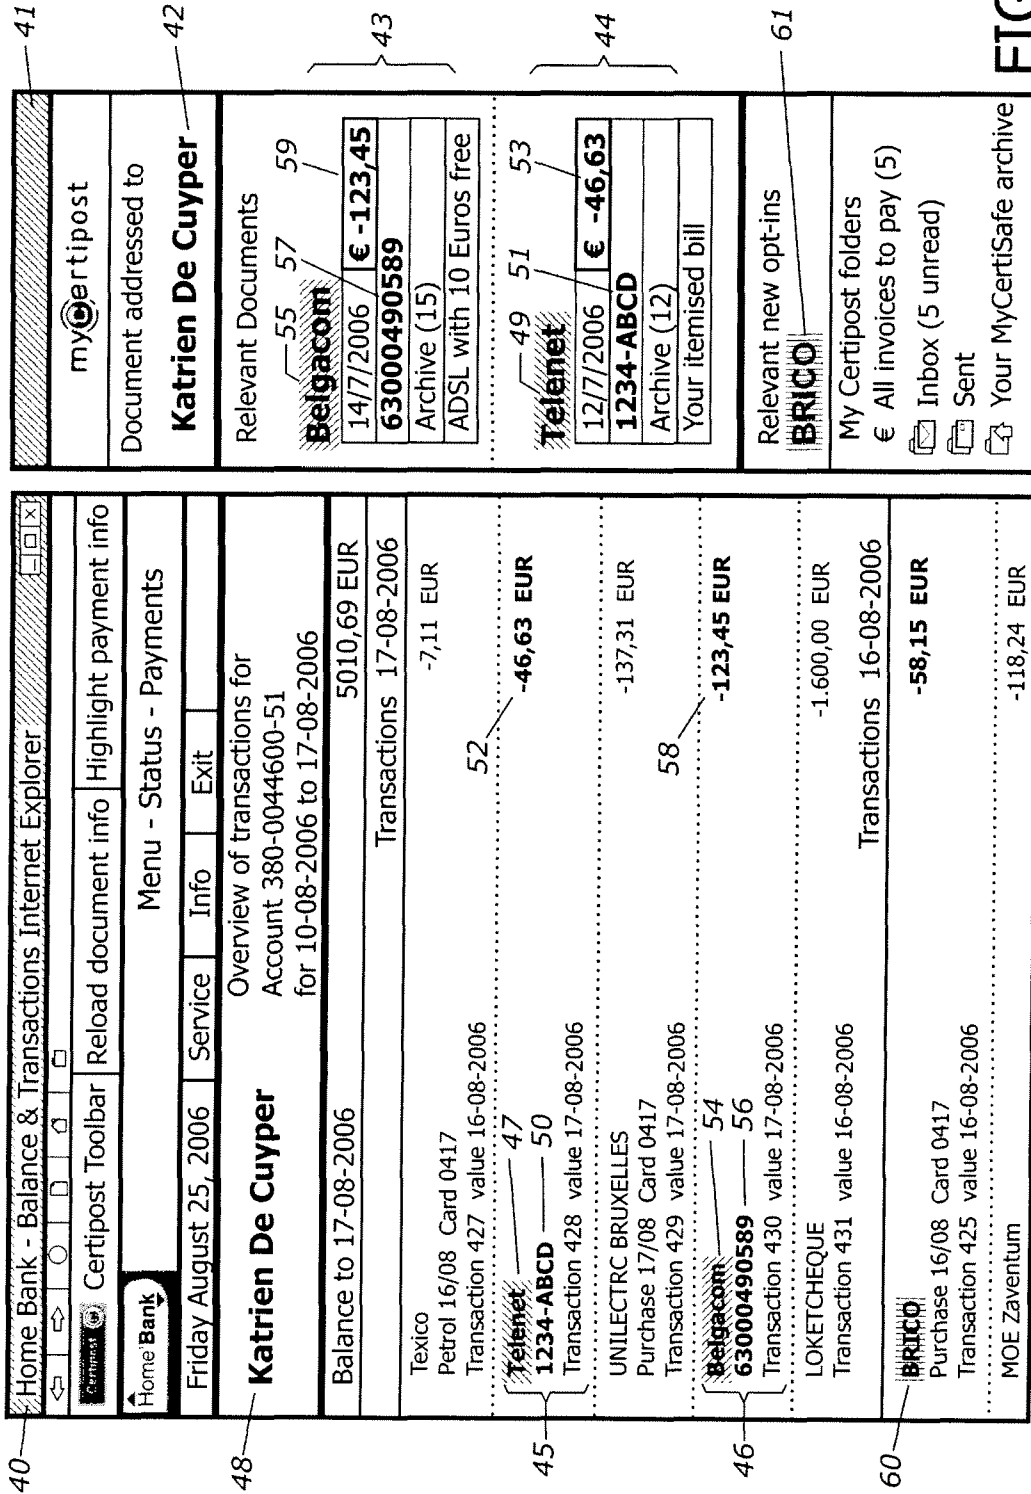 40
Home Bank - Balance & Transactions Internet Explorer
Certipost Toolbar Reload document info Highlight payment info
Home'Bank Menu - Status - Payments
Friday August 25, 2006 Service Info Exit
48
Katrien De Cuyper
Overview of transactions for
Account 380-0044600-51
for 10-08-2006 to 17-08-2006
Balance to 17-08-2006 5010,69 EUR
Transactions 17-08-2006
Texico
Petrol 16/08 Card 0417 -7,11 EUR
Transaction 427 value 16-08-2006
52
45
Telenet 47
1234-ABCD 50 -46,63 EUR
Transaction 428 value 17-08-2006
UNILECTRC BRUXELLES
Purchase 17/08 Card 0417 -137,31 EUR
Transaction 429 value 17-08-2006
58
46
Belgacom 54
63000490589 56 -123,45 EUR
Transaction 430 value 17-08-2006
LOKETCHEQUE
Transaction 431 value 16-08-2006 -1.600,00 EUR
Transactions 16-08-2006
60
BRICO
Purchase 16/08 Card 0417 -58,15 EUR
Transaction 425 value 16-08-2006
MOE Zaventum -118,24 EUR
41
mycertipost
Document addressed to
42
Katrien De Cuyper
Relevant Documents
43
55 57 59
Belgacom
14/7/2006 € -123,45
63000490589
Archive (15)
ADSL with 10 Euros free
44
49 51 53
Telenet
12/7/2006 € -46,63
1234-ABCD
Archive (12)
Your itemised bill
61
Relevant new opt-ins
BRICO
My Certipost folders
€ All invoices to pay (5)
Inbox (5 unread)
Sent
Your MyCertiSafe archive